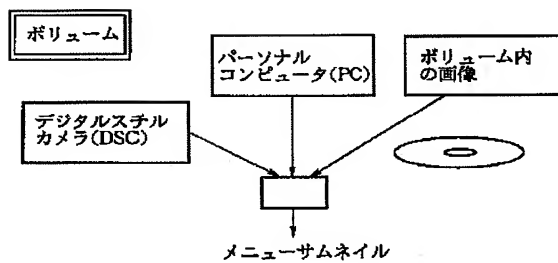 ボリューム
パーソナル
コンピュータ(PC)
ボリューム内
の画像
デジタルスチル
カメラ(DSC)
メニューサムネイル